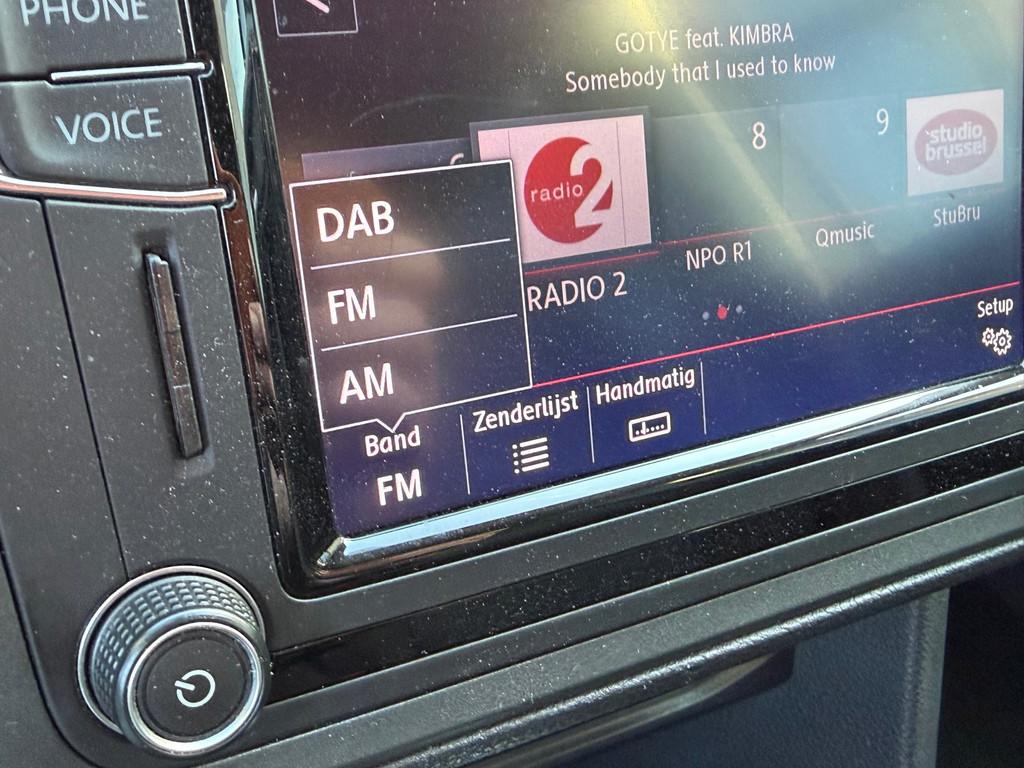 PHONE
VOICE
GOTYE feat. KIMBRA
Somebody that I used to know
6
8
9
radio 2
studio brussel
DAB
FM
AM
RADIO 2
NPO R1
Qmusic
StuBru
Setup
Band
FM
Zenderlijst
Handmatig